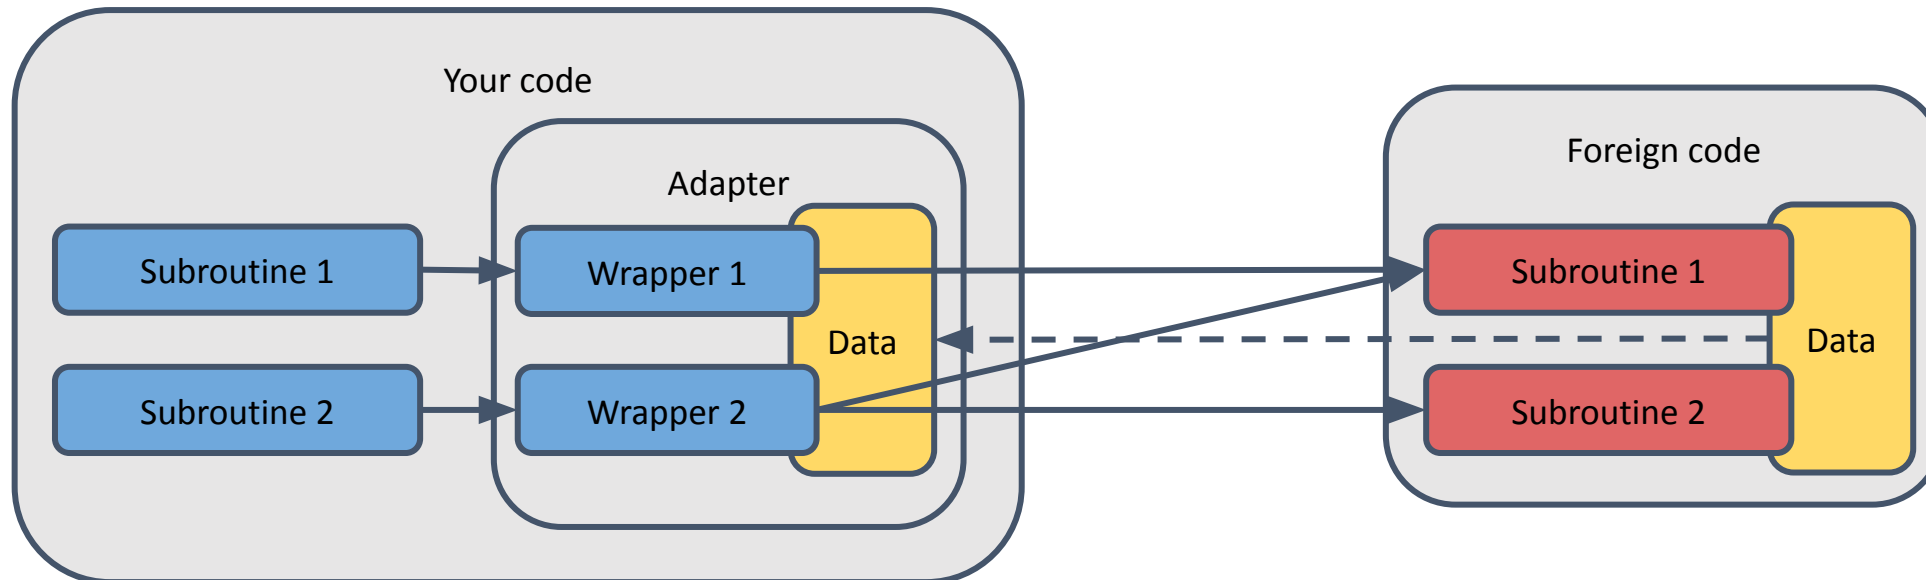 Your code
Adapter
Subroutine 1
Wrapper 1
Data
Subroutine 2
Wrapper 2
Foreign code
Subroutine 1
Data
Subroutine 2